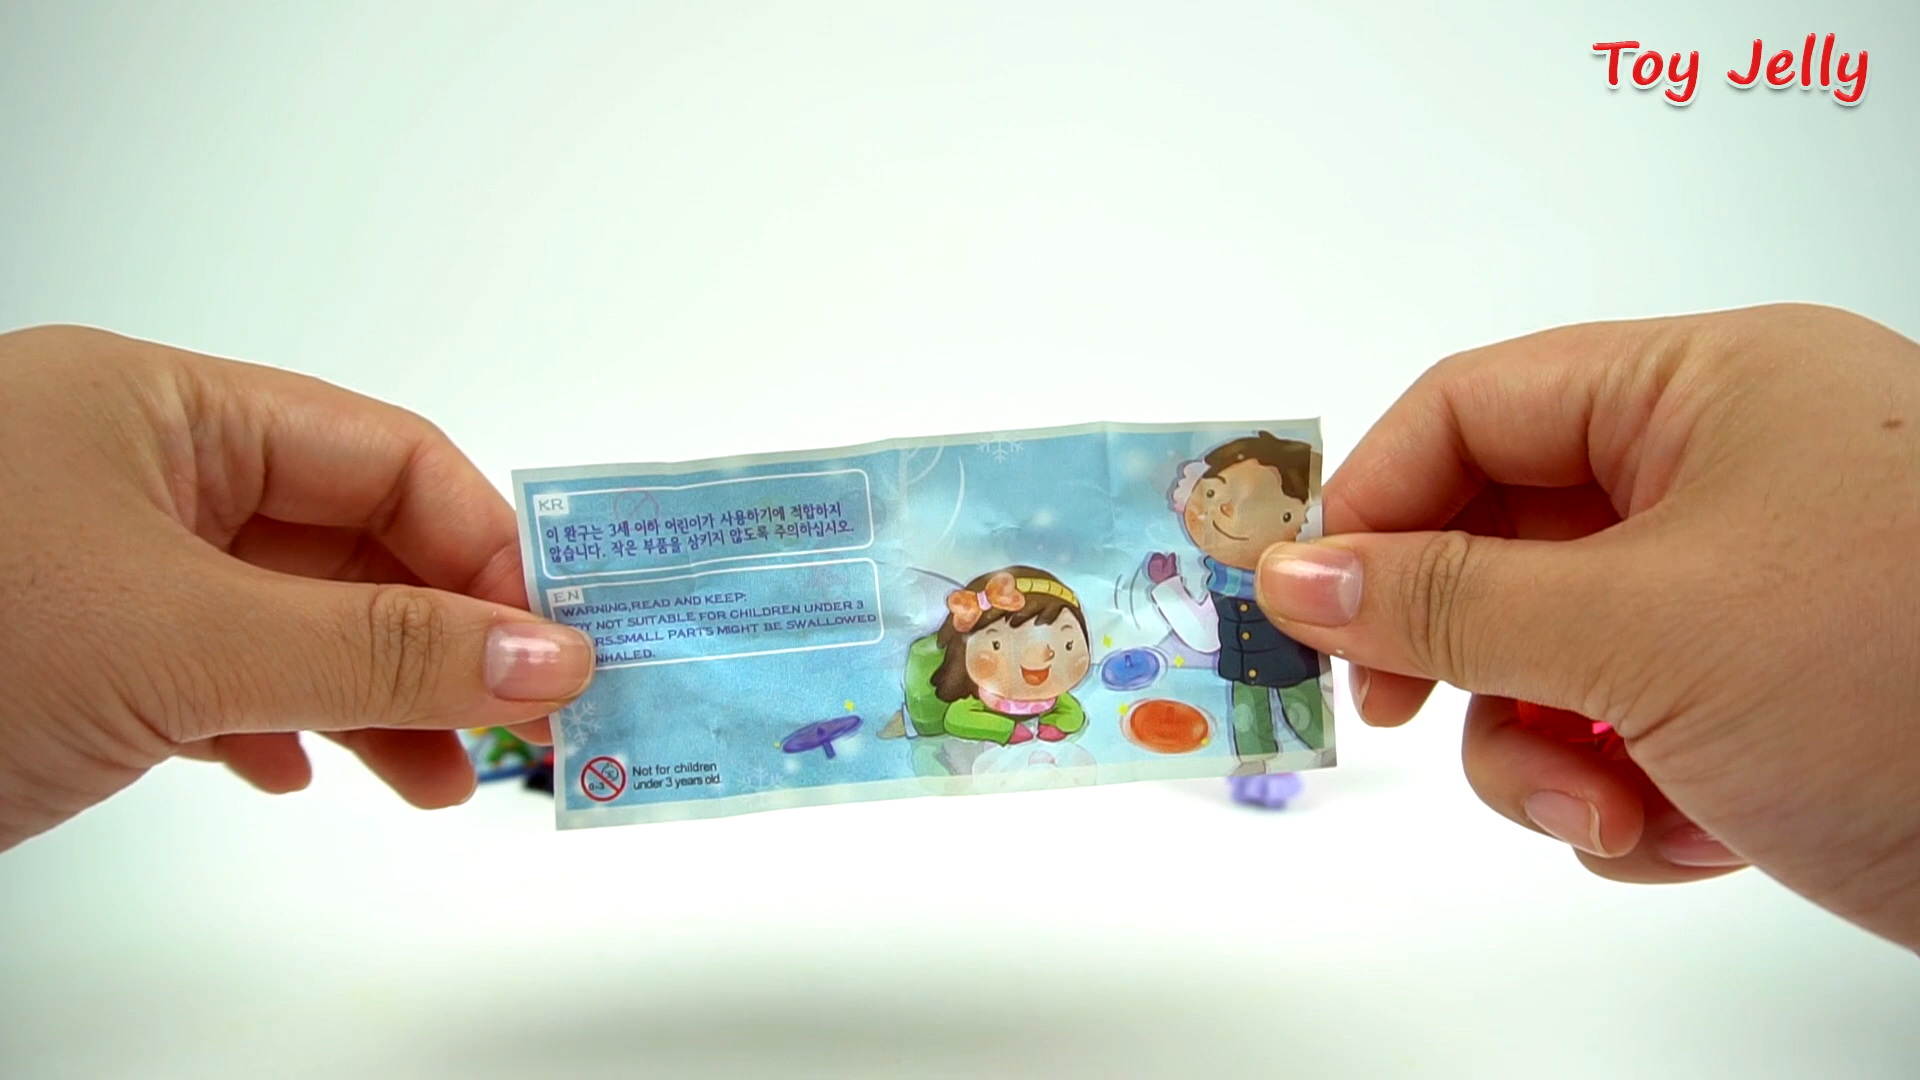 Toy Jelly
KR
이 완구는 3세 이하 어린이가 사용하기에 적합하지
않습니다. 작은 부품을 삼키지 않도록 주의하십시오.
EN
WARNING,READ AND KEEP:
NOT SUITABLE FOR CHILDREN UNDER 3
SMALL PARTS MIGHT BE SWALLOWED
0-3
Not for children
under 3 years old.